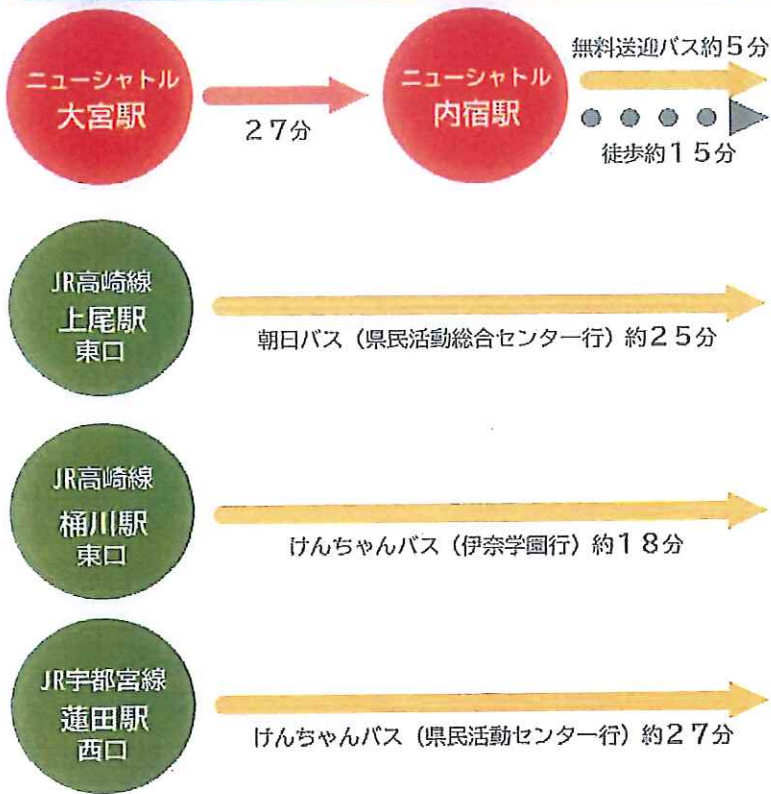 ニューシャトル
大宮駅
27分
ニューシャトル
内宿駅
無料送迎バス約5分
徒歩約15分
JR高崎線
上尾駅
東口
朝日バス（県民活動総合センター行）約25分
JR高崎線
桶川駅
東口
けんちゃんバス（伊奈学園行）約18分
JR宇都宮線
蓮田駅
西口
けんちゃんバス（県民活動センター行）約27分